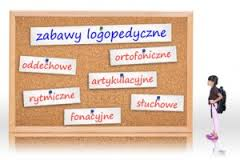 zabawy logopedyczne
ortofoniczne
oddechowe
artykulacyjne
rytmiczne
słuchowe
fonacyjne